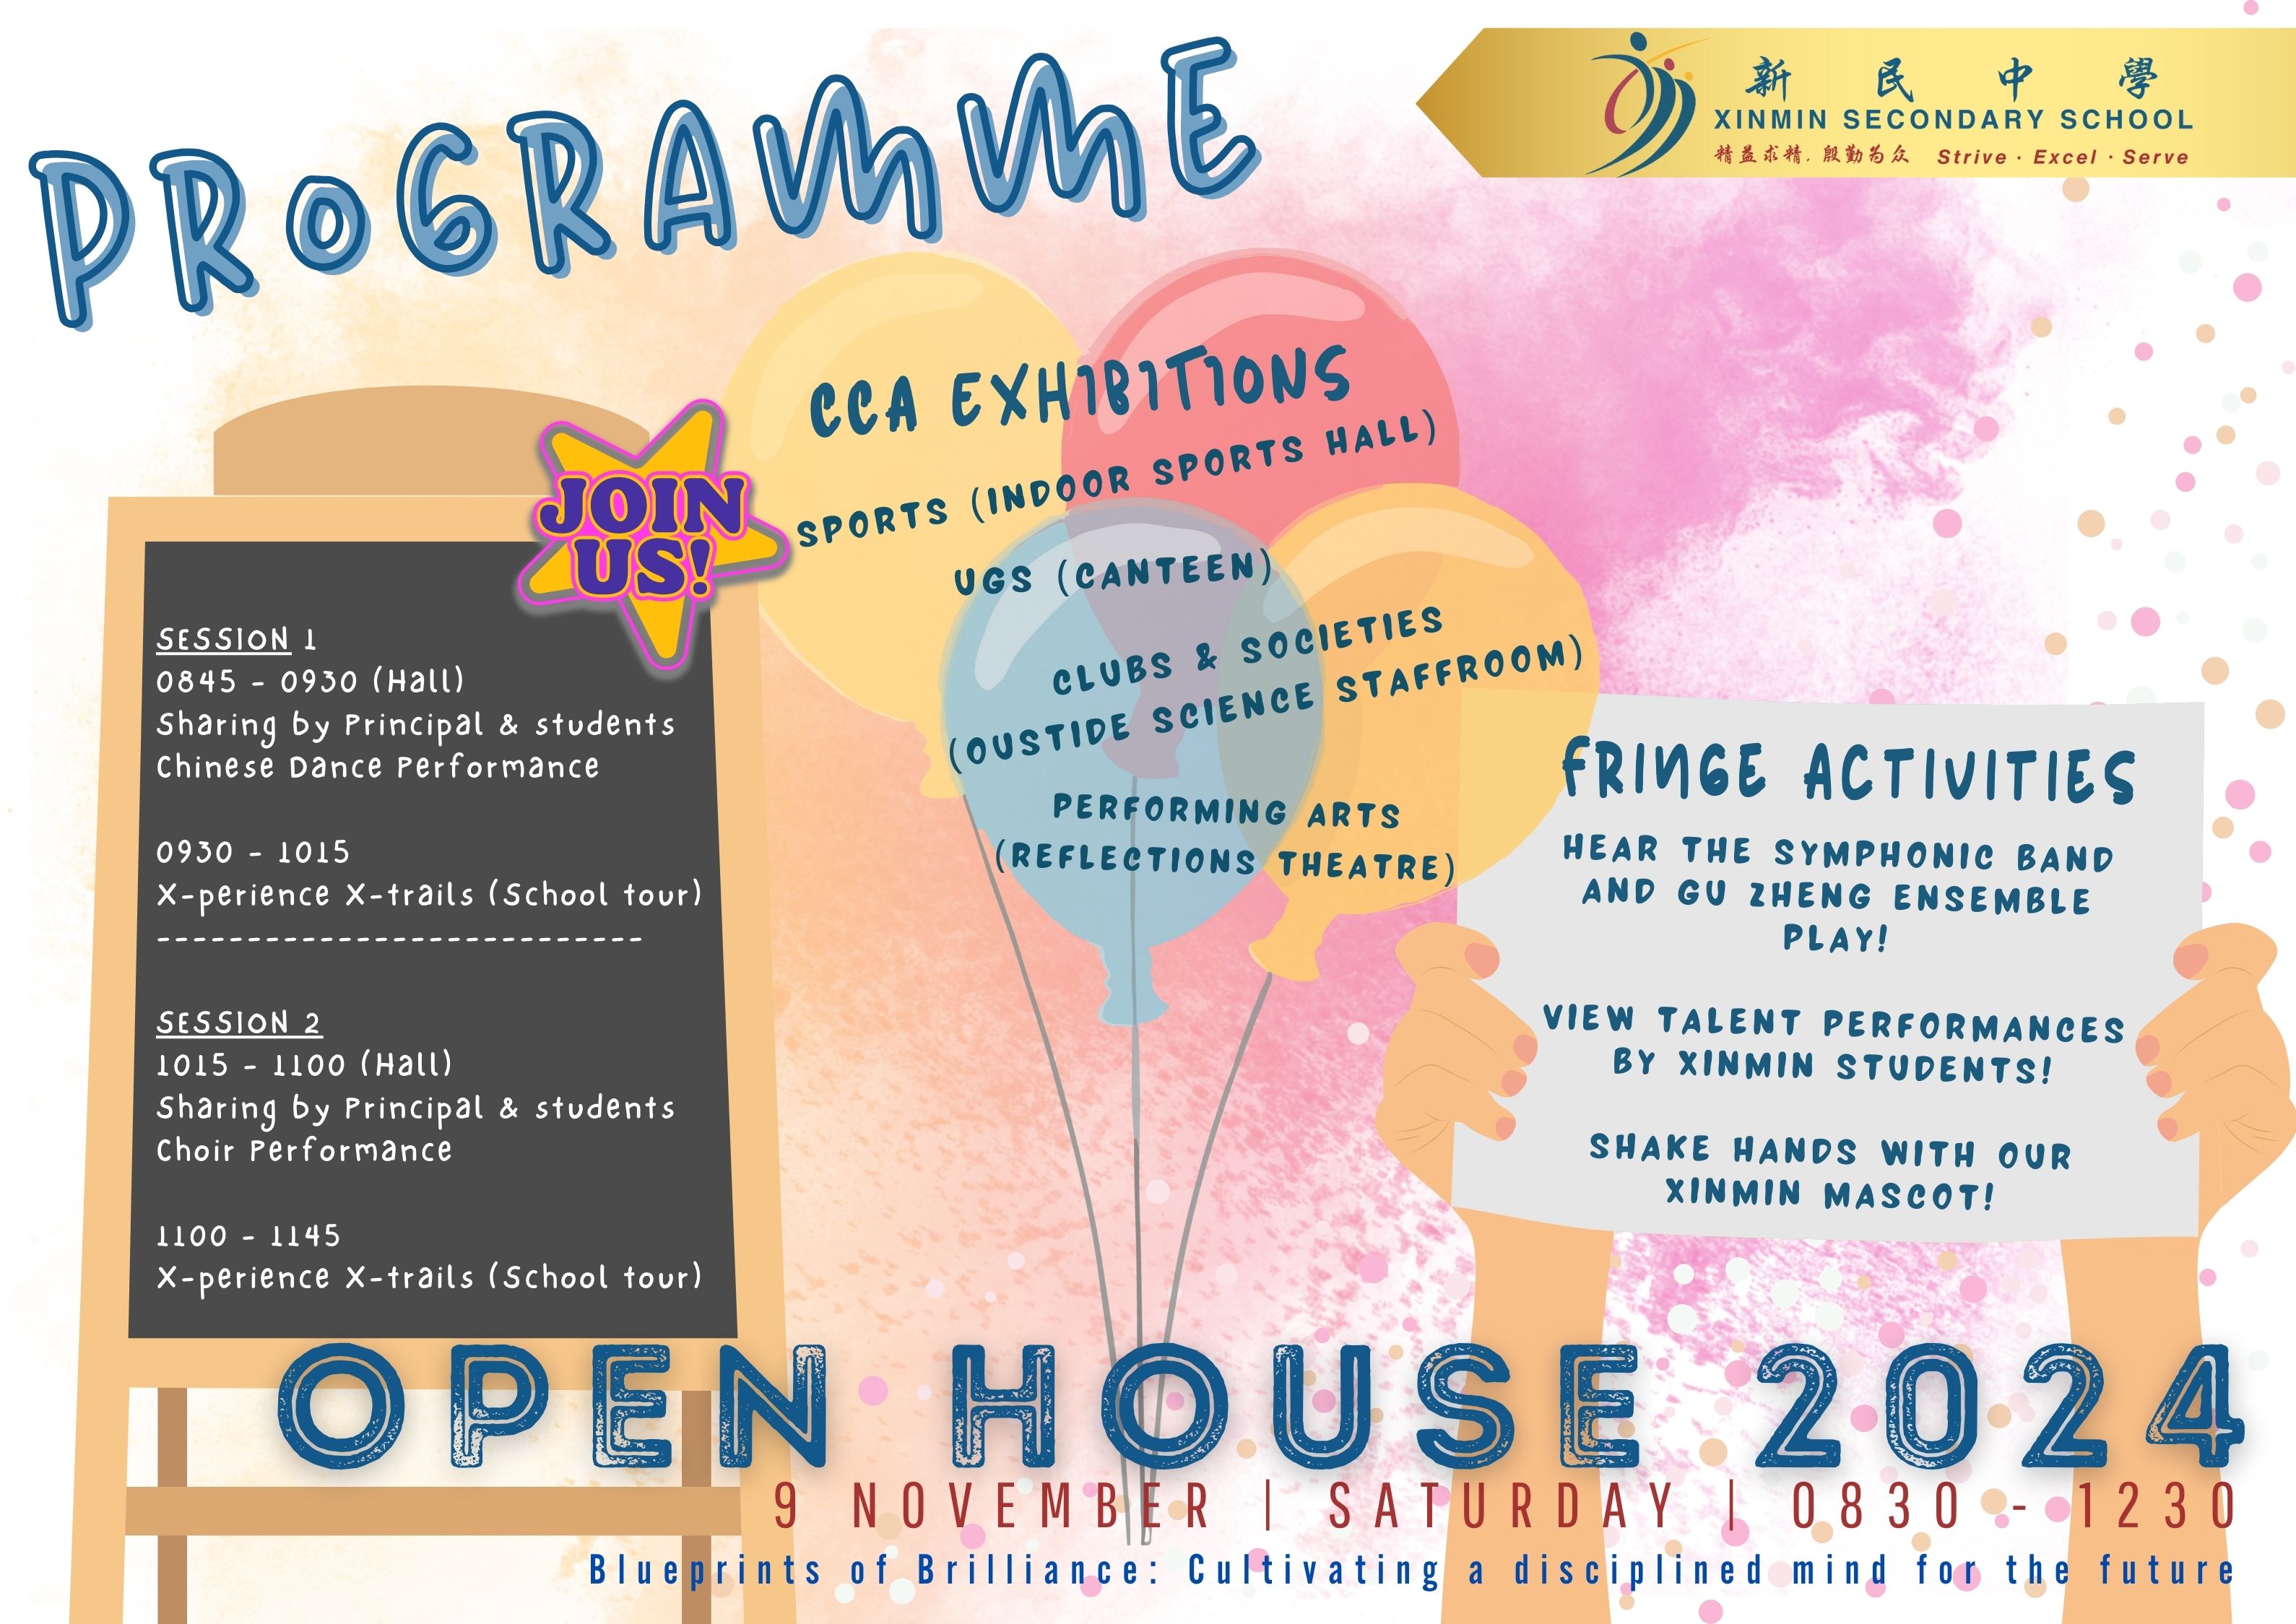 PROGRAMME
新民中學
XINMIN SECONDARY SCHOOL
精益求精, 殷勤为众 Strive · Excel · Serve
JOIN
US!
SESSION 1
0845 - 0930 (Hall)
Sharing by Principal & students
Chinese Dance Performance
0930 - 1015
X-perience X-trails (School tour)
----------------------------
SESSION 2
1015 - 1100 (Hall)
Sharing by Principal & students
Choir Performance
1100 - 1145
X-perience X-trails (School tour)
CCA EXHIBITIONS
SPORTS (INDOOR SPORTS HALL)
UGS (CANTEEN)
CLUBS & SOCIETIES
(OUSTIDE SCIENCE STAFFROOM)
PERFORMING ARTS
(REFLECTIONS THEATRE)
FRINGE ACTIVITIES
HEAR THE SYMPHONIC BAND
AND GU ZHENG ENSEMBLE
PLAY!
VIEW TALENT PERFORMANCES
BY XINMIN STUDENTS!
SHAKE HANDS WITH OUR
XINMIN MASCOT!
OPEN HOUSE 2024
9 NOVEMBER | SATURDAY | 0830 - 1230
Blueprints of Brilliance: Cultivating a disciplined mind for the future